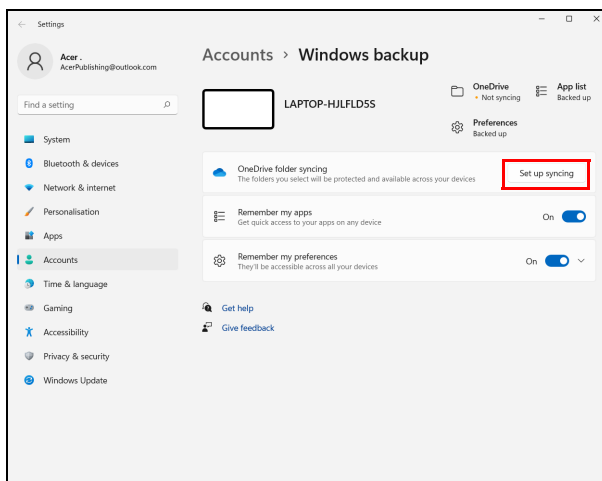 Settings
Acer .
AcerPublishing@outlook.com
Find a setting
System
Bluetooth & devices
Network & internet
Personalisation
Apps
Accounts
Time & language
Gaming
Accessibility
Privacy & security
Windows Update
Accounts > Windows backup
LAPTOP-HJLFLD5S
OneDrive
• Not syncing
App list
Backed up
Preferences
Backed up
OneDrive folder syncing
The folders you select will be protected and available across your devices
Set up syncing
Remember my apps
Get quick access to your apps on any device
On
Remember my preferences
They'll be accessible across all your devices
On
Get help
Give feedback